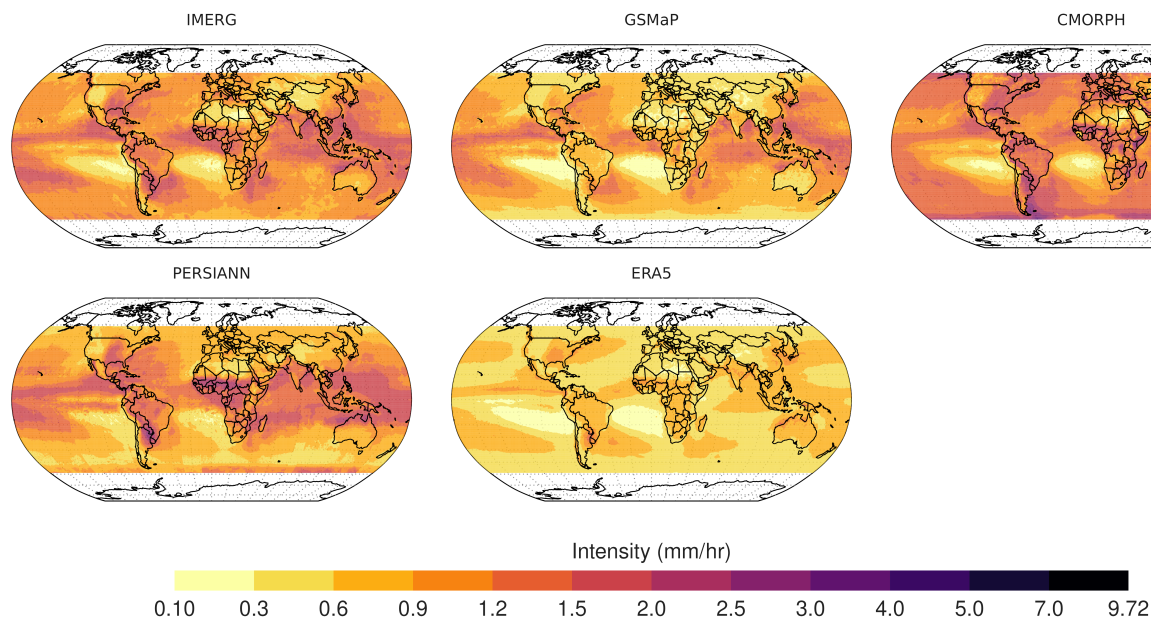 IMERG
GSMaP
CMORPH
PERSIANN
ERA5
Intensity (mm/hr)
0.10 0.3 0.6 0.9 1.2 1.5 2.0 2.5 3.0 4.0 5.0 7.0 9.72